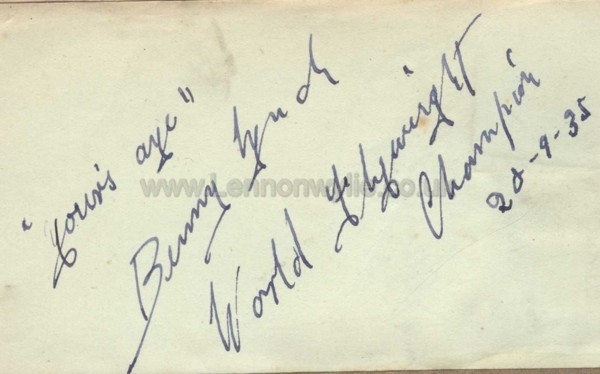 "Yours aye"
Benny Lynch
World Flyweight
Champion
20-9-35
www.Lennonwylie.co.uk